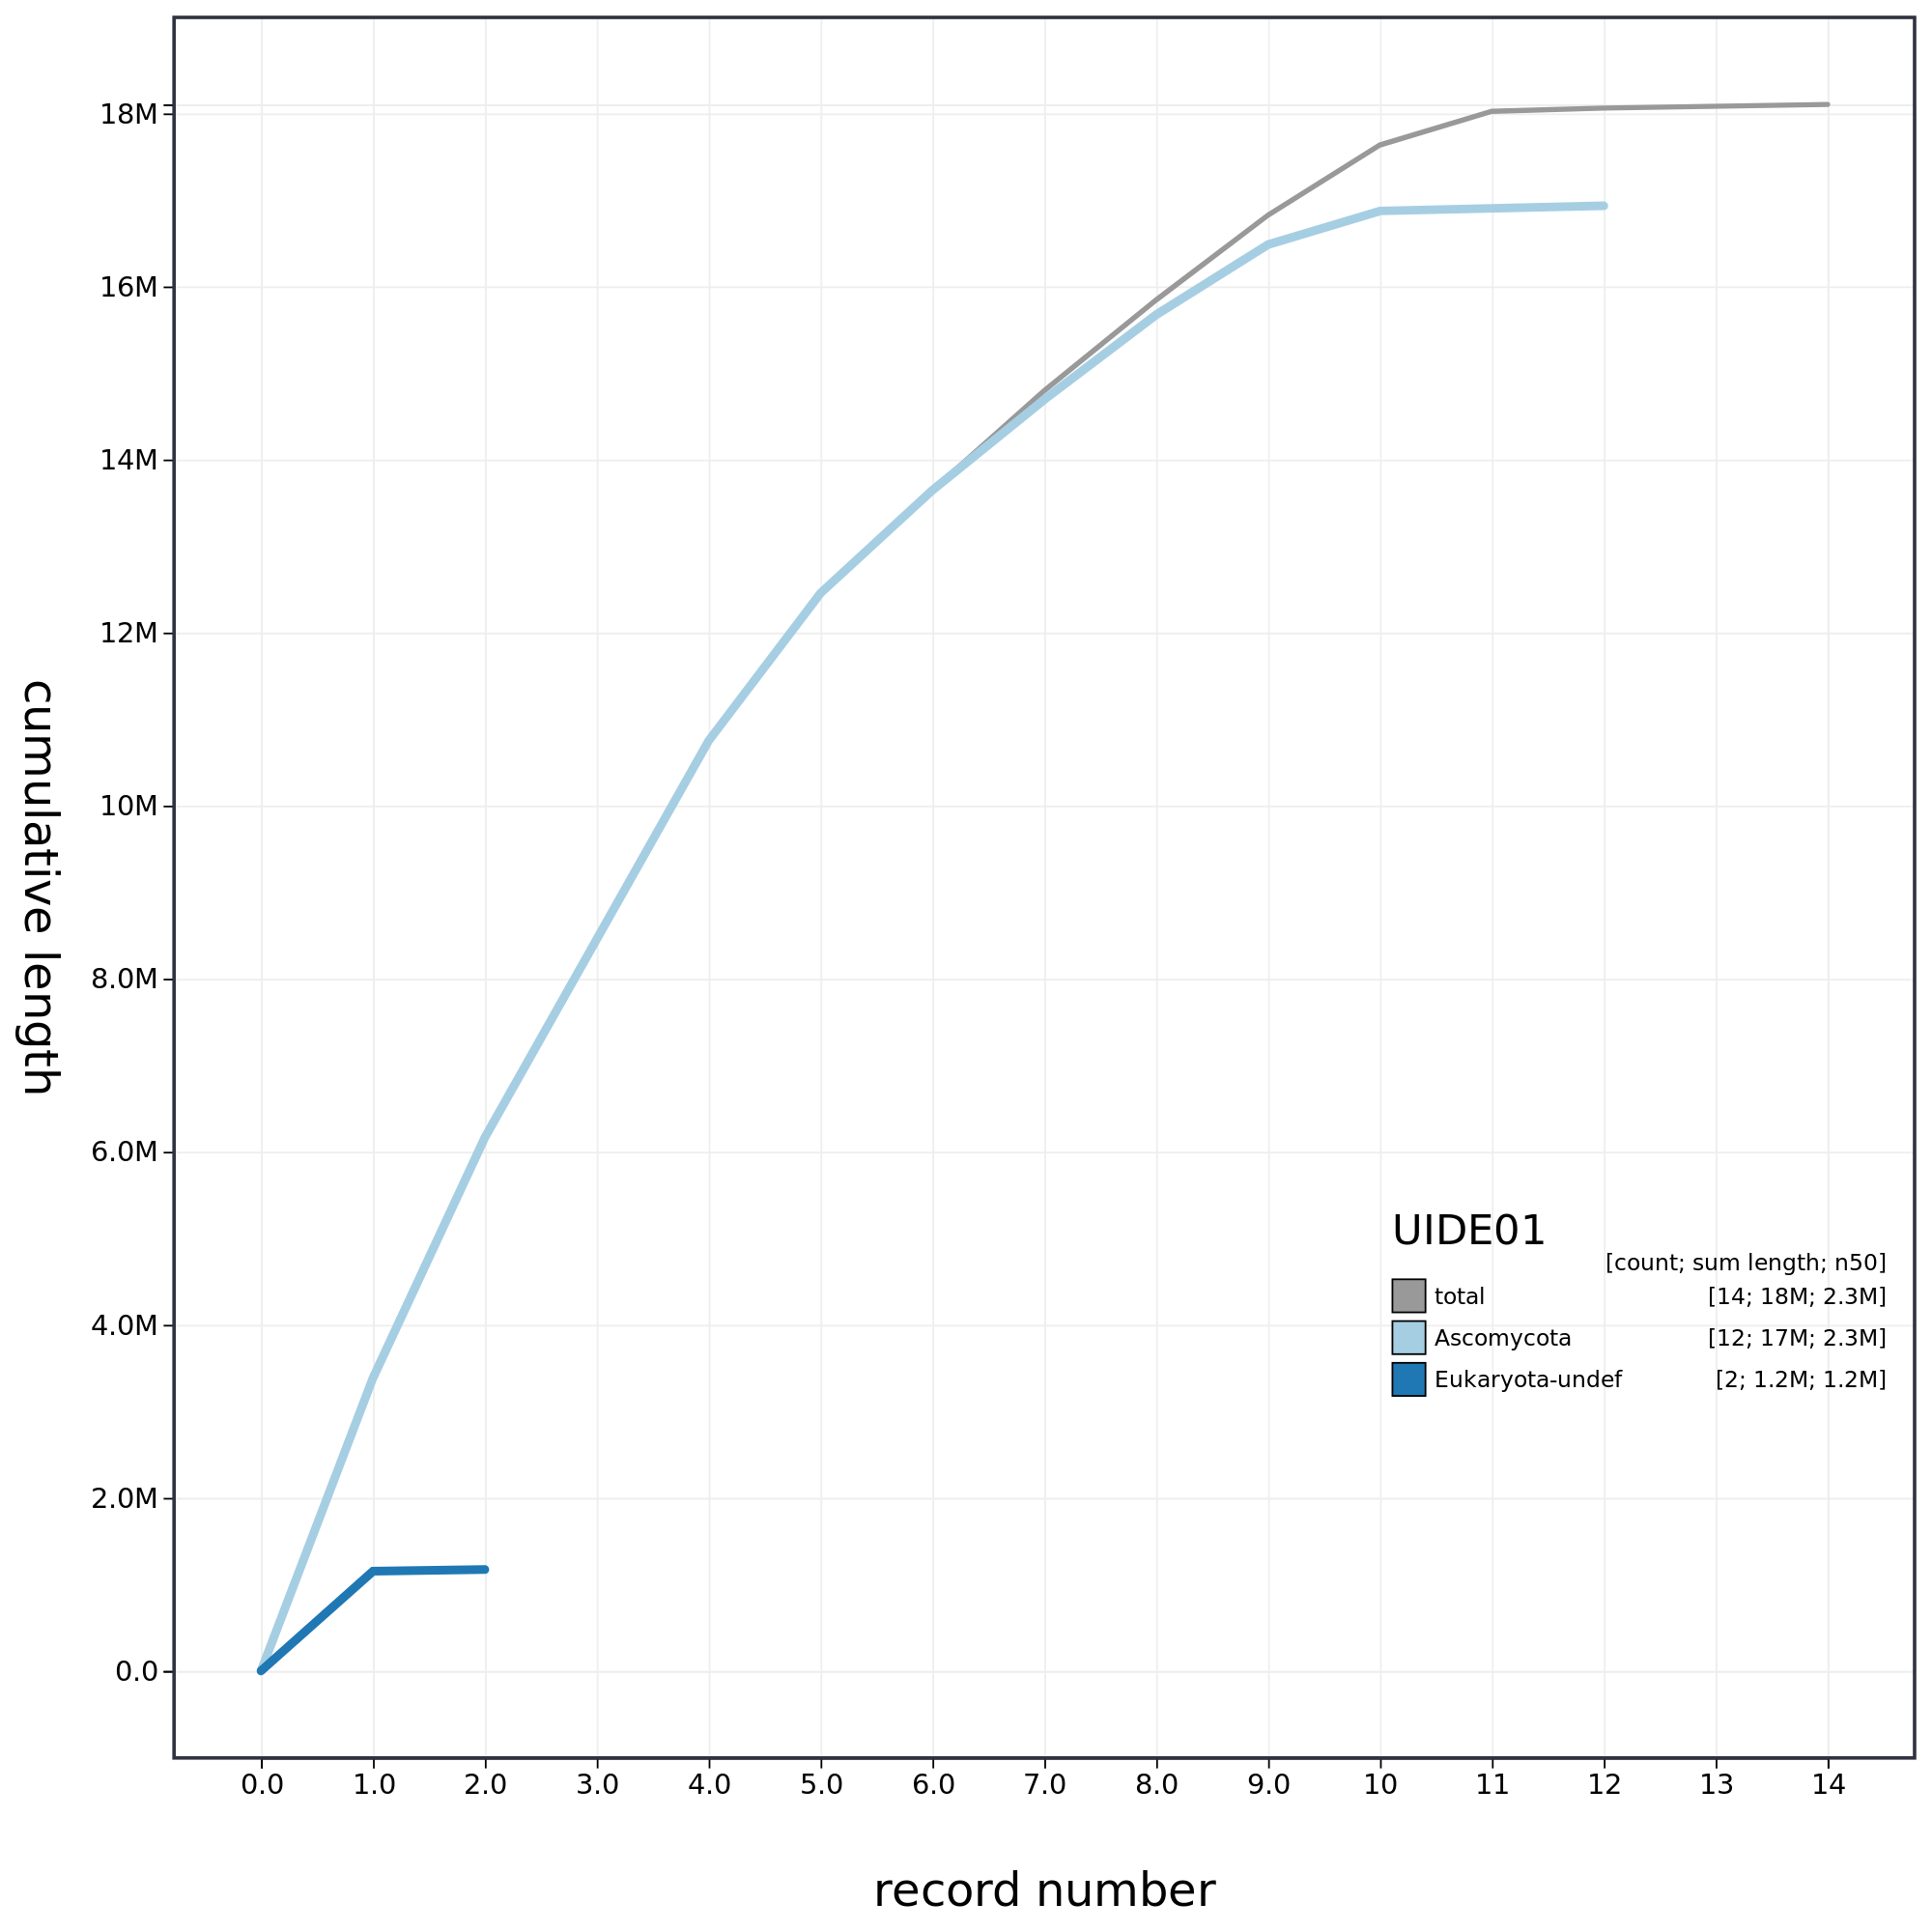 18M
16M
14M
12M
10M
8.0M
6.0M
4.0M
2.0M
0.0
cumulative length
UIDE01
[count; sum length; n50]
total [14; 18M; 2.3M]
Ascomycota [12; 17M; 2.3M]
Eukaryota-undef [2; 1.2M; 1.2M]
0.0 1.0 2.0 3.0 4.0 5.0 6.0 7.0 8.0 9.0 10 11 12 13 14
record number